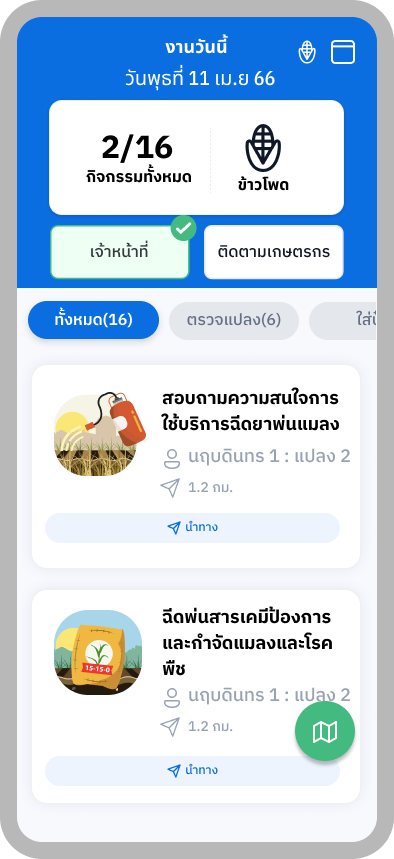 งานวันนี้
วันพุธที่ 11 เม.ย 66
2/16
กิจกรรมทั้งหมด
ข้าวโพด
เจ้าหน้าที่
ติดตามเกษตรกร
ทั้งหมด(16)
ตรวจแปลง(6)
สอบถามความสนใจการ
ใช้บริการฉีดยาพ่นแมลง
นฤบดินทร 1 : แปลง 2
1.2 กม.
นำทาง
15-15-0
ฉีดพ่นสารเคมีป้องการ
และกำจัดแมลงและโรค
พืช
นฤบดินทร 1 : แปลง 2
1.2 กม.
นำทาง